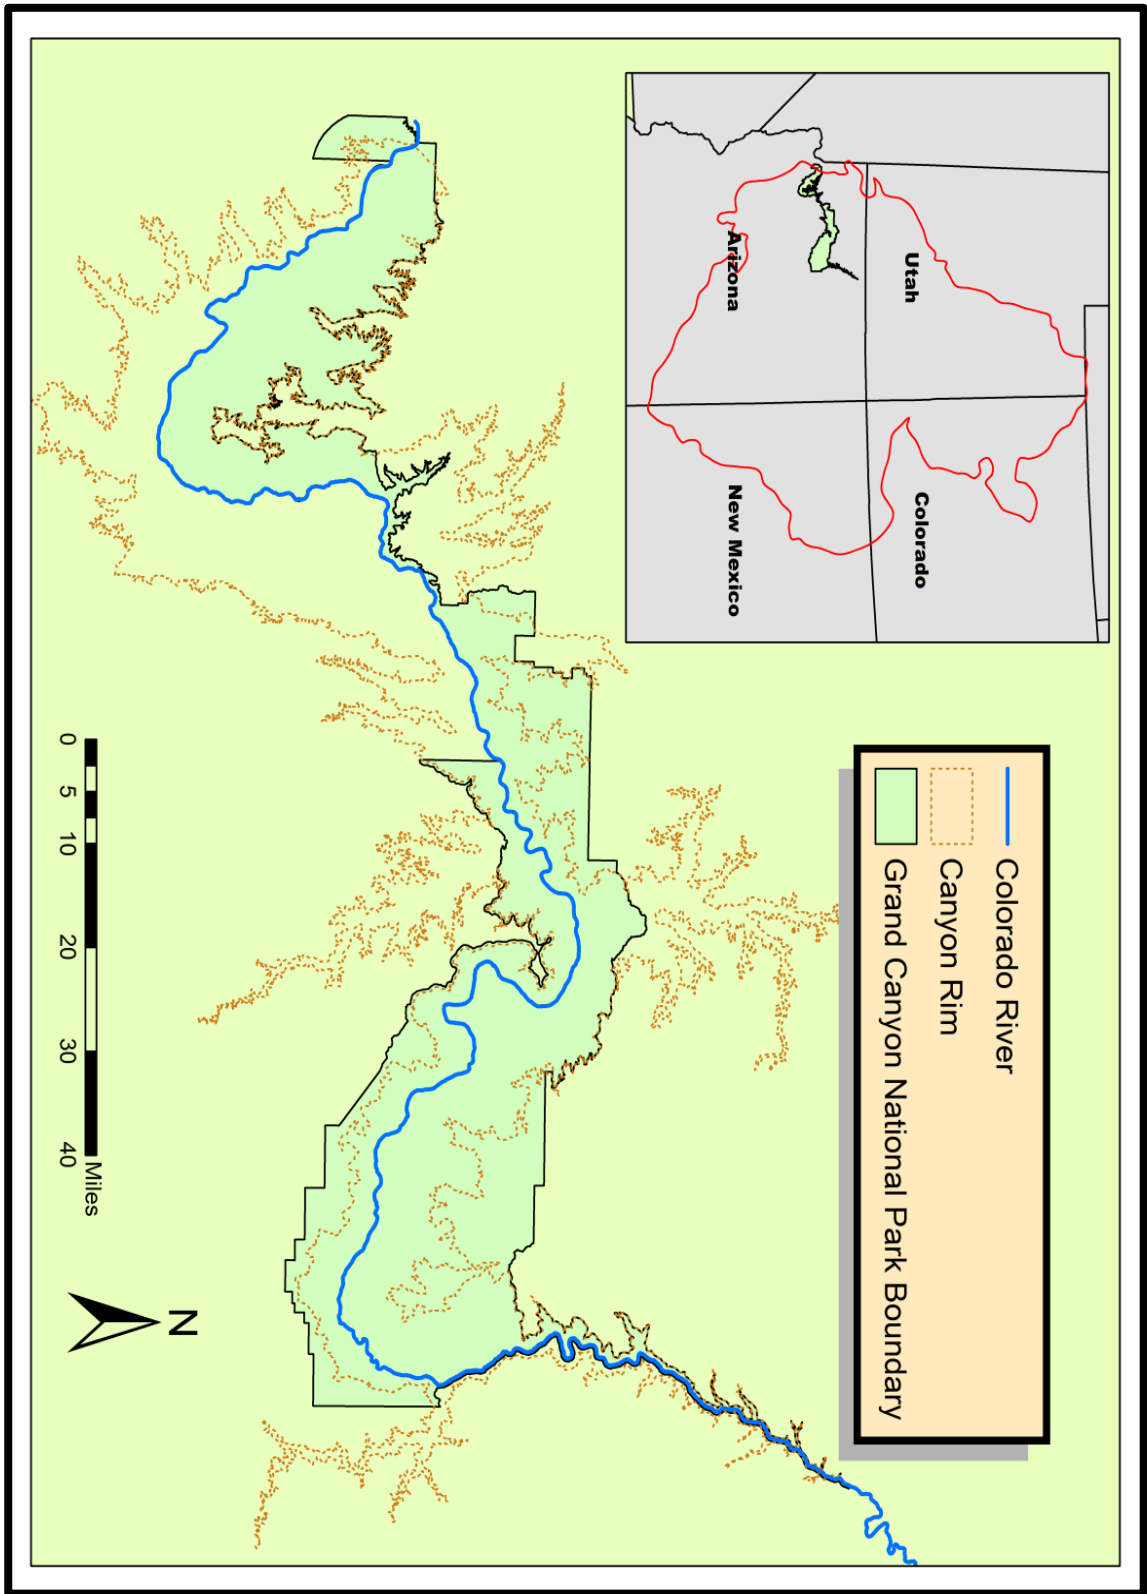 Utah
Colorado
Arizona
New Mexico
Colorado River
Canyon Rim
Grand Canyon National Park Boundary
0 5 10 20 30 40
Miles
N